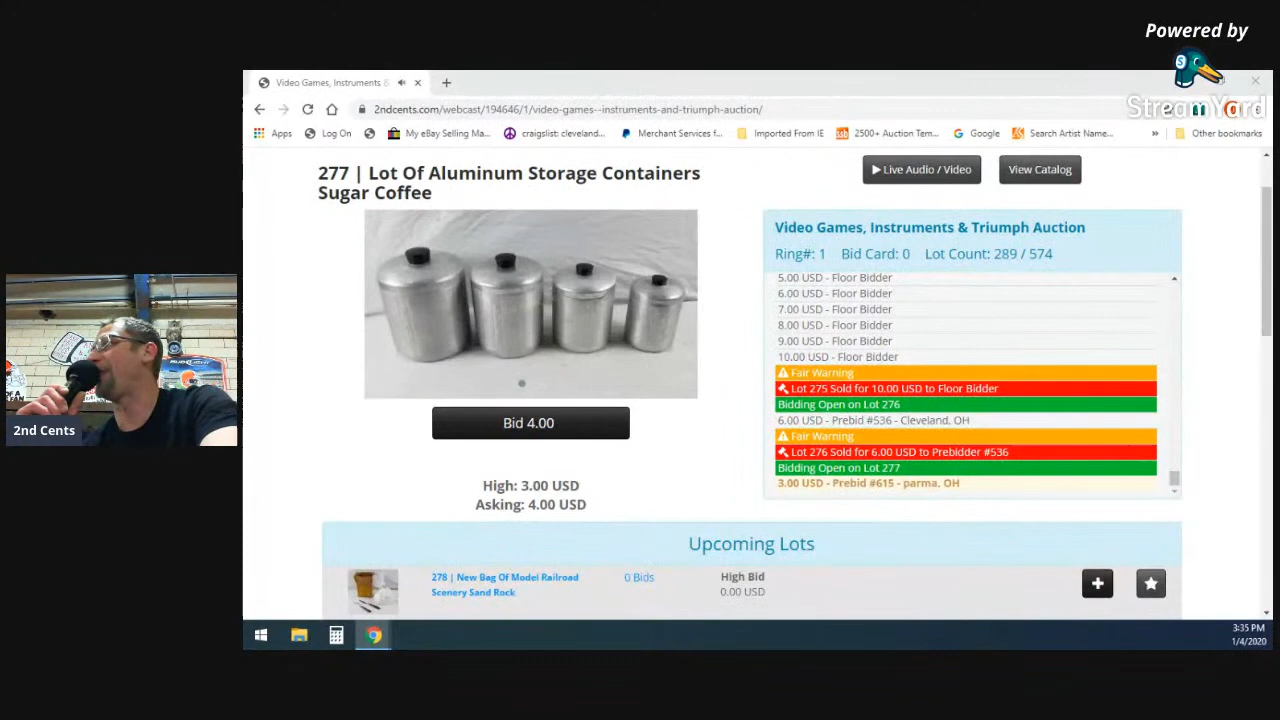 Powered by
StreamYard
Video Games, Instruments &
2ndcents.com/webcast/194646/1/video-games--instruments-and-triumph-auction/
Apps
Log On
My eBay Selling Ma...
craigslist: cleveland...
Merchant Services f...
Imported From IE
2500+ Auction Tem...
Google
Search Artist Name...
»
Other bookmarks
277 | Lot Of Aluminum Storage Containers
Sugar Coffee
Live Audio / Video
View Catalog
Bid 4.00
High: 3.00 USD
Asking: 4.00 USD
Video Games, Instruments & Triumph Auction
Ring#: 1 Bid Card: 0 Lot Count: 289 / 574
5.00 USD - Floor Bidder
6.00 USD - Floor Bidder
7.00 USD - Floor Bidder
8.00 USD - Floor Bidder
9.00 USD - Floor Bidder
10.00 USD - Floor Bidder
Fair Warning
Lot 275 Sold for 10.00 USD to Floor Bidder
Bidding Open on Lot 276
6.00 USD - Prebid #536 - Cleveland, OH
Fair Warning
Lot 276 Sold for 6.00 USD to Prebidder #536
Bidding Open on Lot 277
3.00 USD - Prebid #615 - parma, OH
2nd Cents
Upcoming Lots
278 | New Bag Of Model Railroad
Scenery Sand Rock
0 Bids
High Bid
0.00 USD
3:35 PM
1/4/2020